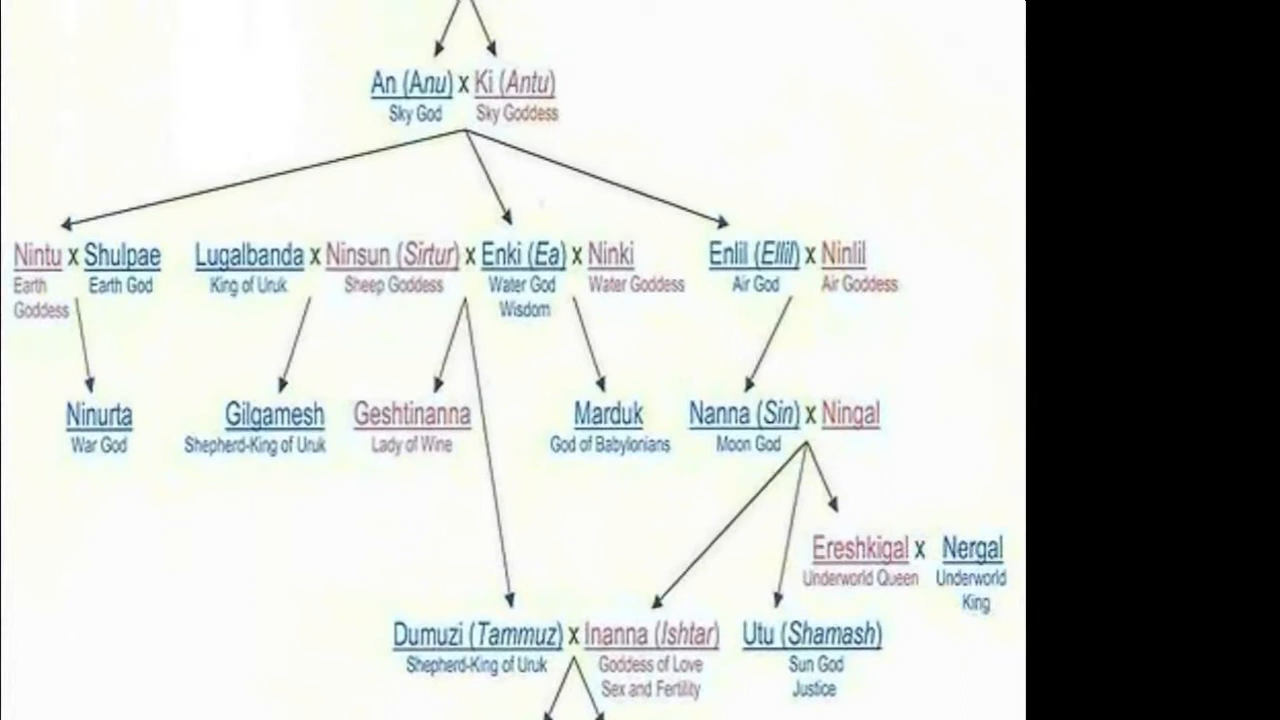 An (Anu) x Ki (Antu)
Sky God Sky Goddess
Nintu x Shulpae Lugalbanda x Ninsun (Sirtur) x Enki (Ea) x Ninki Enlil (Ellil) x Ninlil
Earth Earth God King of Uruk Sheep Goddess Water God Water Goddess Air God Air Goddess
Goddess Wisdom
Ninurta Gilgamesh Geshtinanna Marduk Nanna (Sin) x Ningal
War God Shepherd-King of Uruk Lady of Wine God of Babylonians Moon God
Ereshkigal x Nergal
Underworld Queen Underworld
King
Dumuzi (Tammuz) x Inanna (Ishtar) Utu (Shamash)
Shepherd-King of Uruk Goddess of Love Sun God
Sex and Fertility Justice